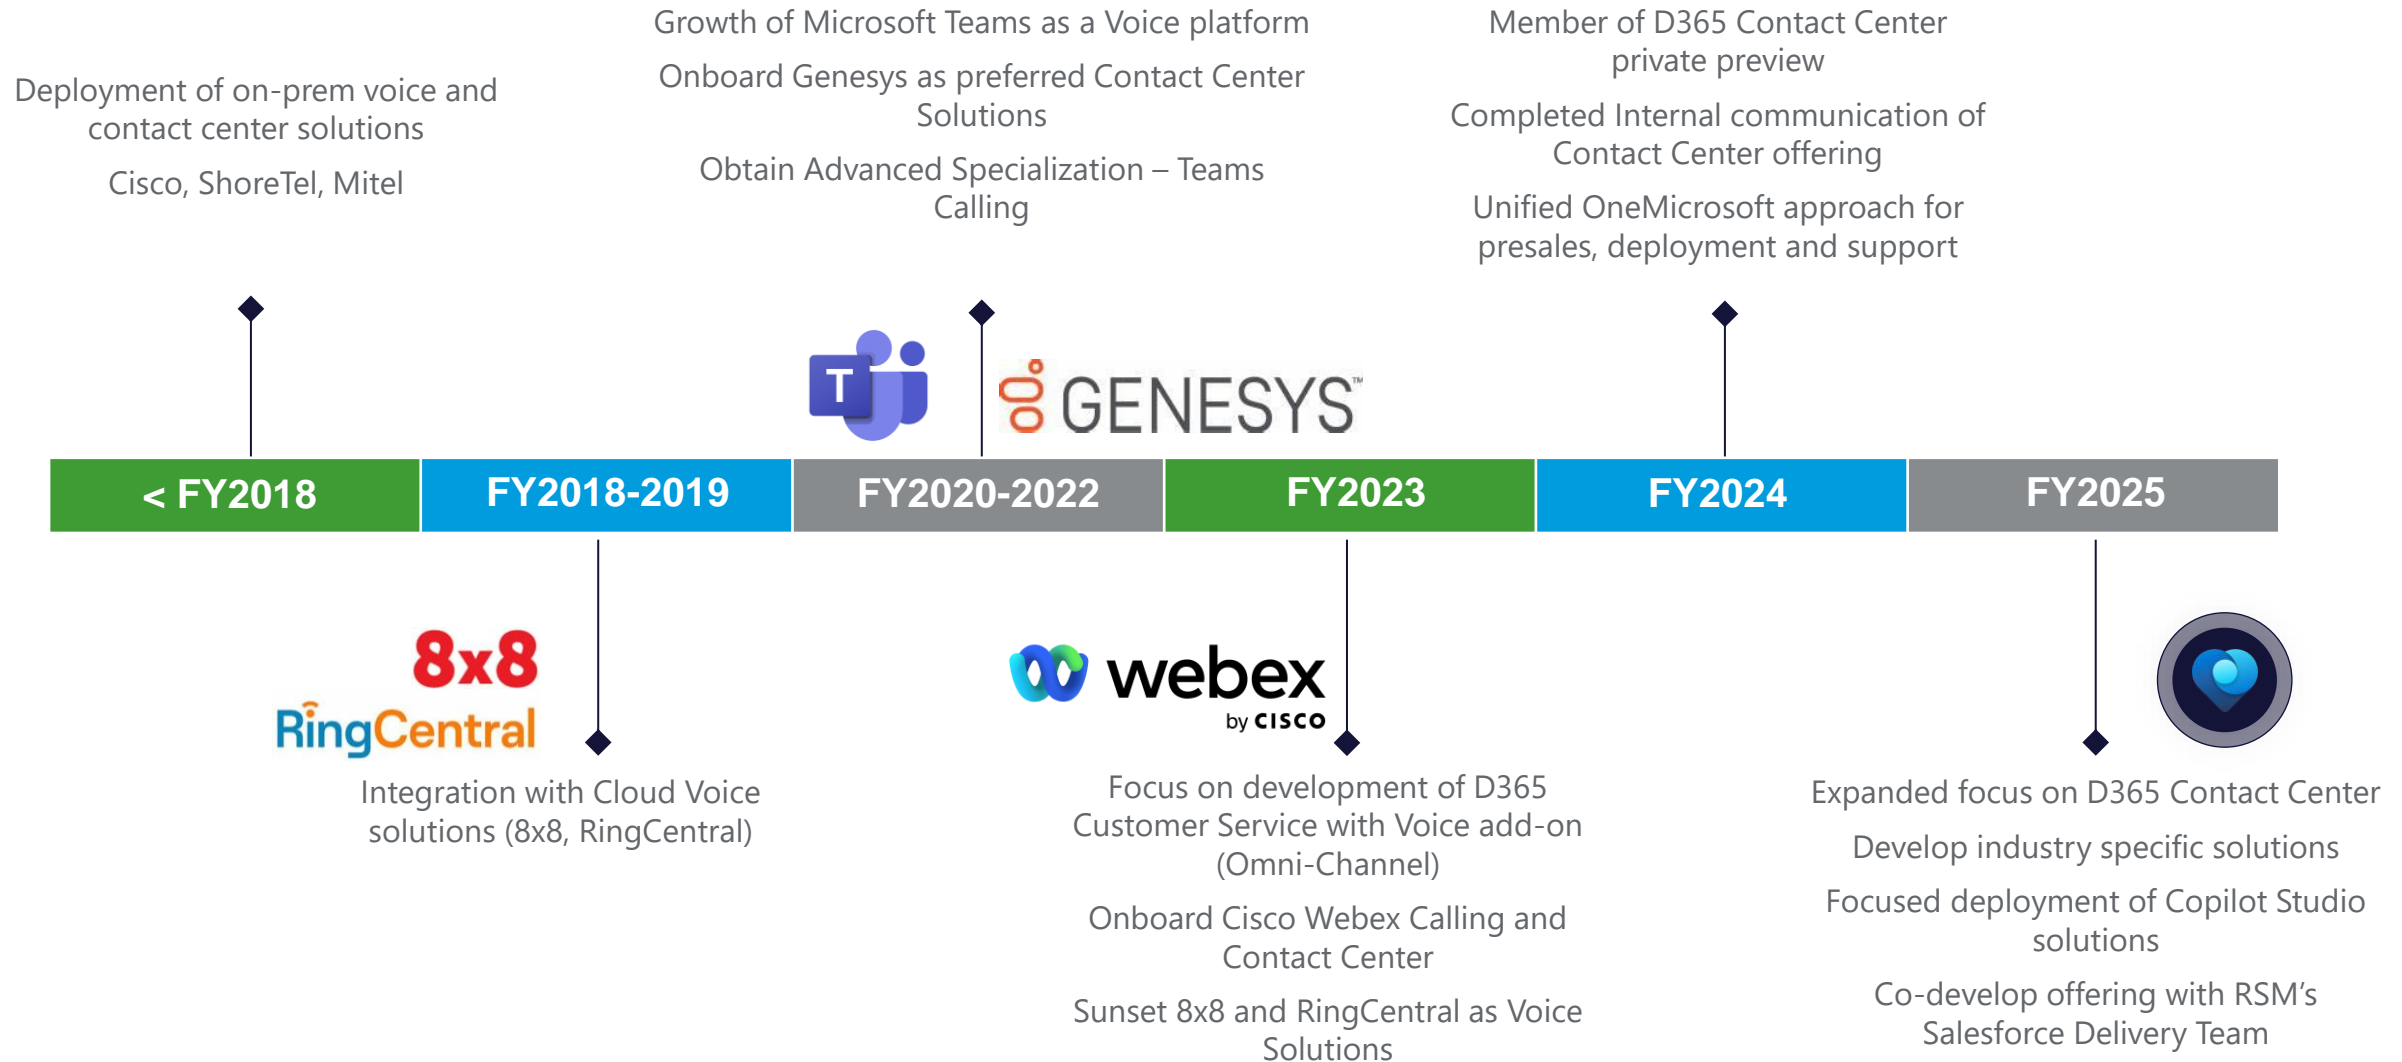 Deployment of on-prem voice and
contact center solutions
Cisco, ShoreTel, Mitel
Growth of Microsoft Teams as a Voice platform
Onboard Genesys as preferred Contact Center
Solutions
Obtain Advanced Specialization – Teams
Calling
Member of D365 Contact Center
private preview
Completed Internal communication of
Contact Center offering
Unified OneMicrosoft approach for
presales, deployment and support
T
GENESYS™
< FY2018
FY2018-2019
FY2020-2022
FY2023
FY2024
FY2025
8x8
RingCentral
Integration with Cloud Voice
solutions (8x8, RingCentral)
webex
by CISCO
Focus on development of D365
Customer Service with Voice add-on
(Omni-Channel)
Onboard Cisco Webex Calling and
Contact Center
Sunset 8x8 and RingCentral as Voice
Solutions
Expanded focus on D365 Contact Center
Develop industry specific solutions
Focused deployment of Copilot Studio
solutions
Co-develop offering with RSM’s
Salesforce Delivery Team